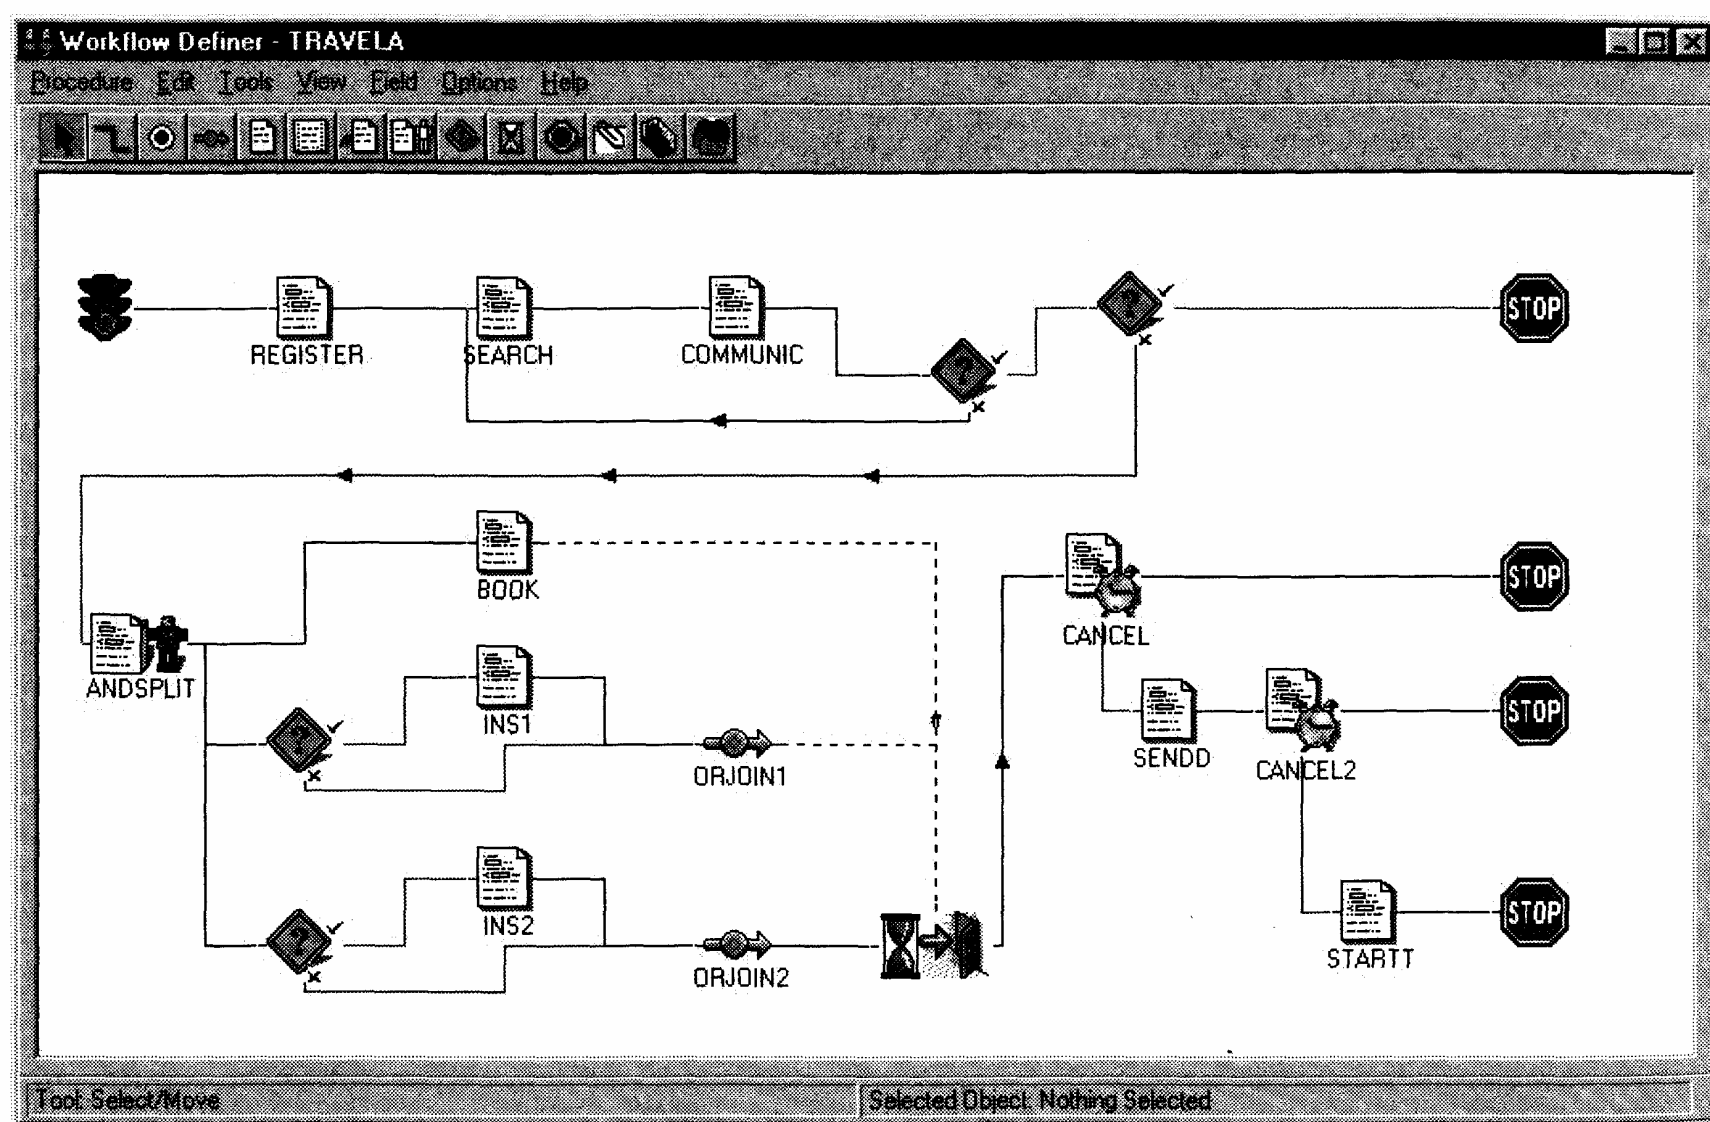 Workflow Definer - TRAVELA
Procedure Edit Tools View Field Options Help
REGISTER
SEARCH
COMMUNIC
?
?
STOP
BOOK
ANDSPLIT
INS1
?
ORJOIN1
INS2
?
ORJOIN2
CANCEL
STOP
SENDD
CANCEL2
STOP
STARTT
STOP
Tool: Select/Move
Selected Object: Nothing Selected